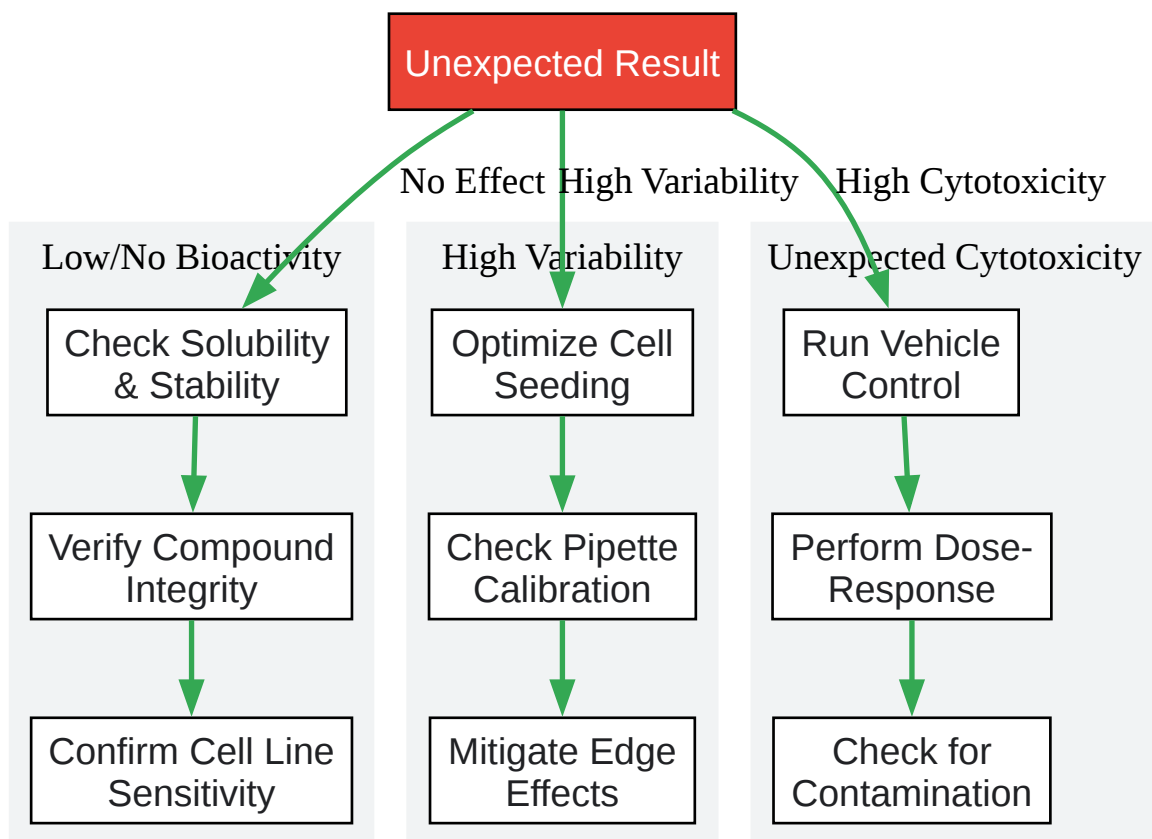 Unexpected Result
No Effect
High Variability
High Cytotoxicity
Low/No Bioactivity
Check Solubility
& Stability
Verify Compound
Integrity
Confirm Cell Line
Sensitivity
High Variability
Optimize Cell
Seeding
Check Pipette
Calibration
Mitigate Edge
Effects
Unexpected Cytotoxicity
Run Vehicle
Control
Perform Dose-
Response
Check for
Contamination